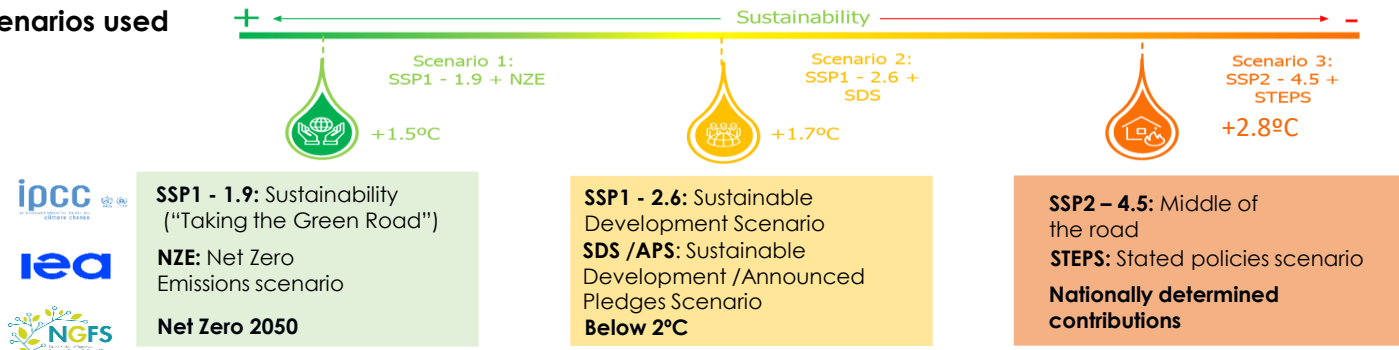 enarios used
+ Sustainability -
Scenario 1:
SSP1 - 1.9 + NZE
Scenario 2:
SSP1 - 2.6 +
SDS
Scenario 3:
SSP2 - 4.5 +
STEPS
+1.5ºC
+1.7ºC
+2.8ºC
ipcc
climate change
SSP1 - 1.9: Sustainability
(“Taking the Green Road”)
iea
NZE: Net Zero
Emissions scenario
NGFS
Net Zero 2050
SSP1 - 2.6: Sustainable
Development Scenario
SDS /APS: Sustainable
Development /Announced
Pledges Scenario
Below 2ºC
SSP2 – 4.5: Middle of
the road
STEPS: Stated policies scenario
Nationally determined
contributions